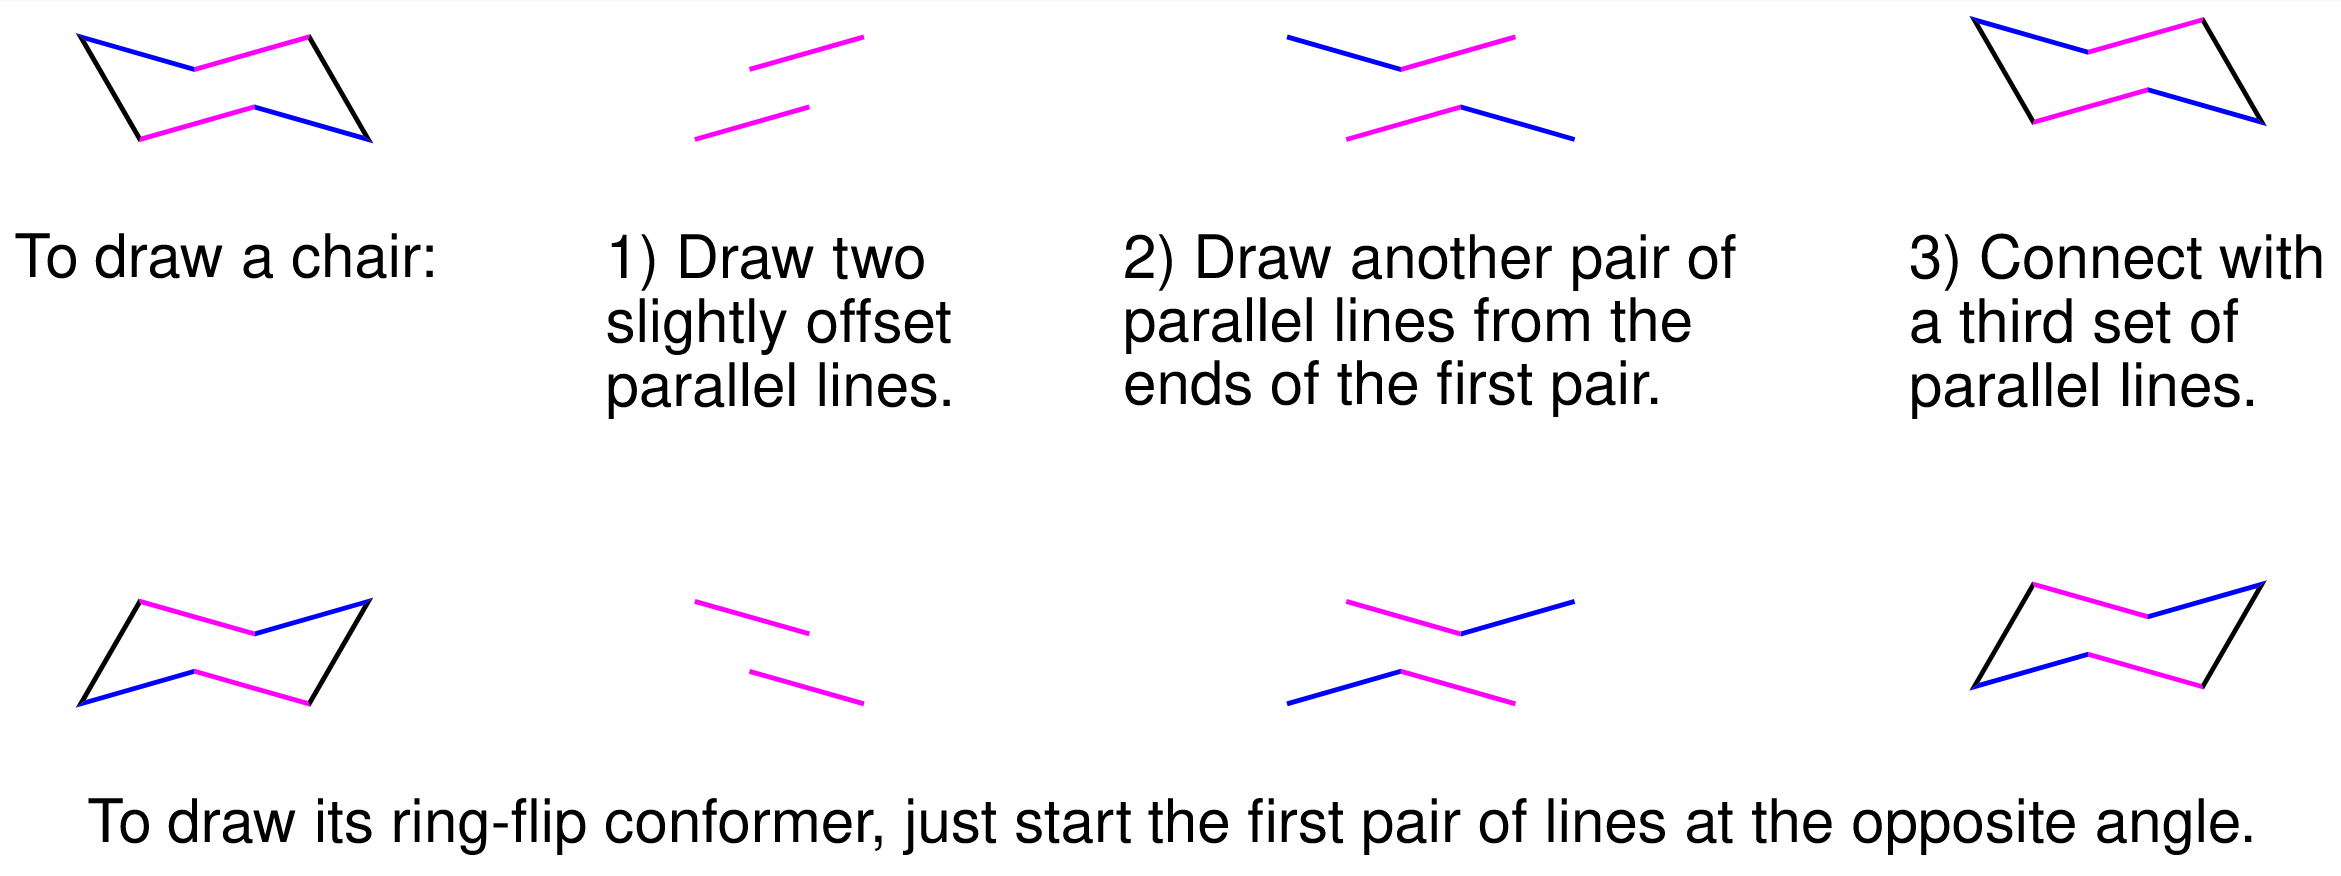 To draw a chair:
1) Draw two
slightly offset
parallel lines.
2) Draw another pair of
parallel lines from the
ends of the first pair.
3) Connect with
a third set of
parallel lines.
To draw its ring-flip conformer, just start the first pair of lines at the opposite angle.